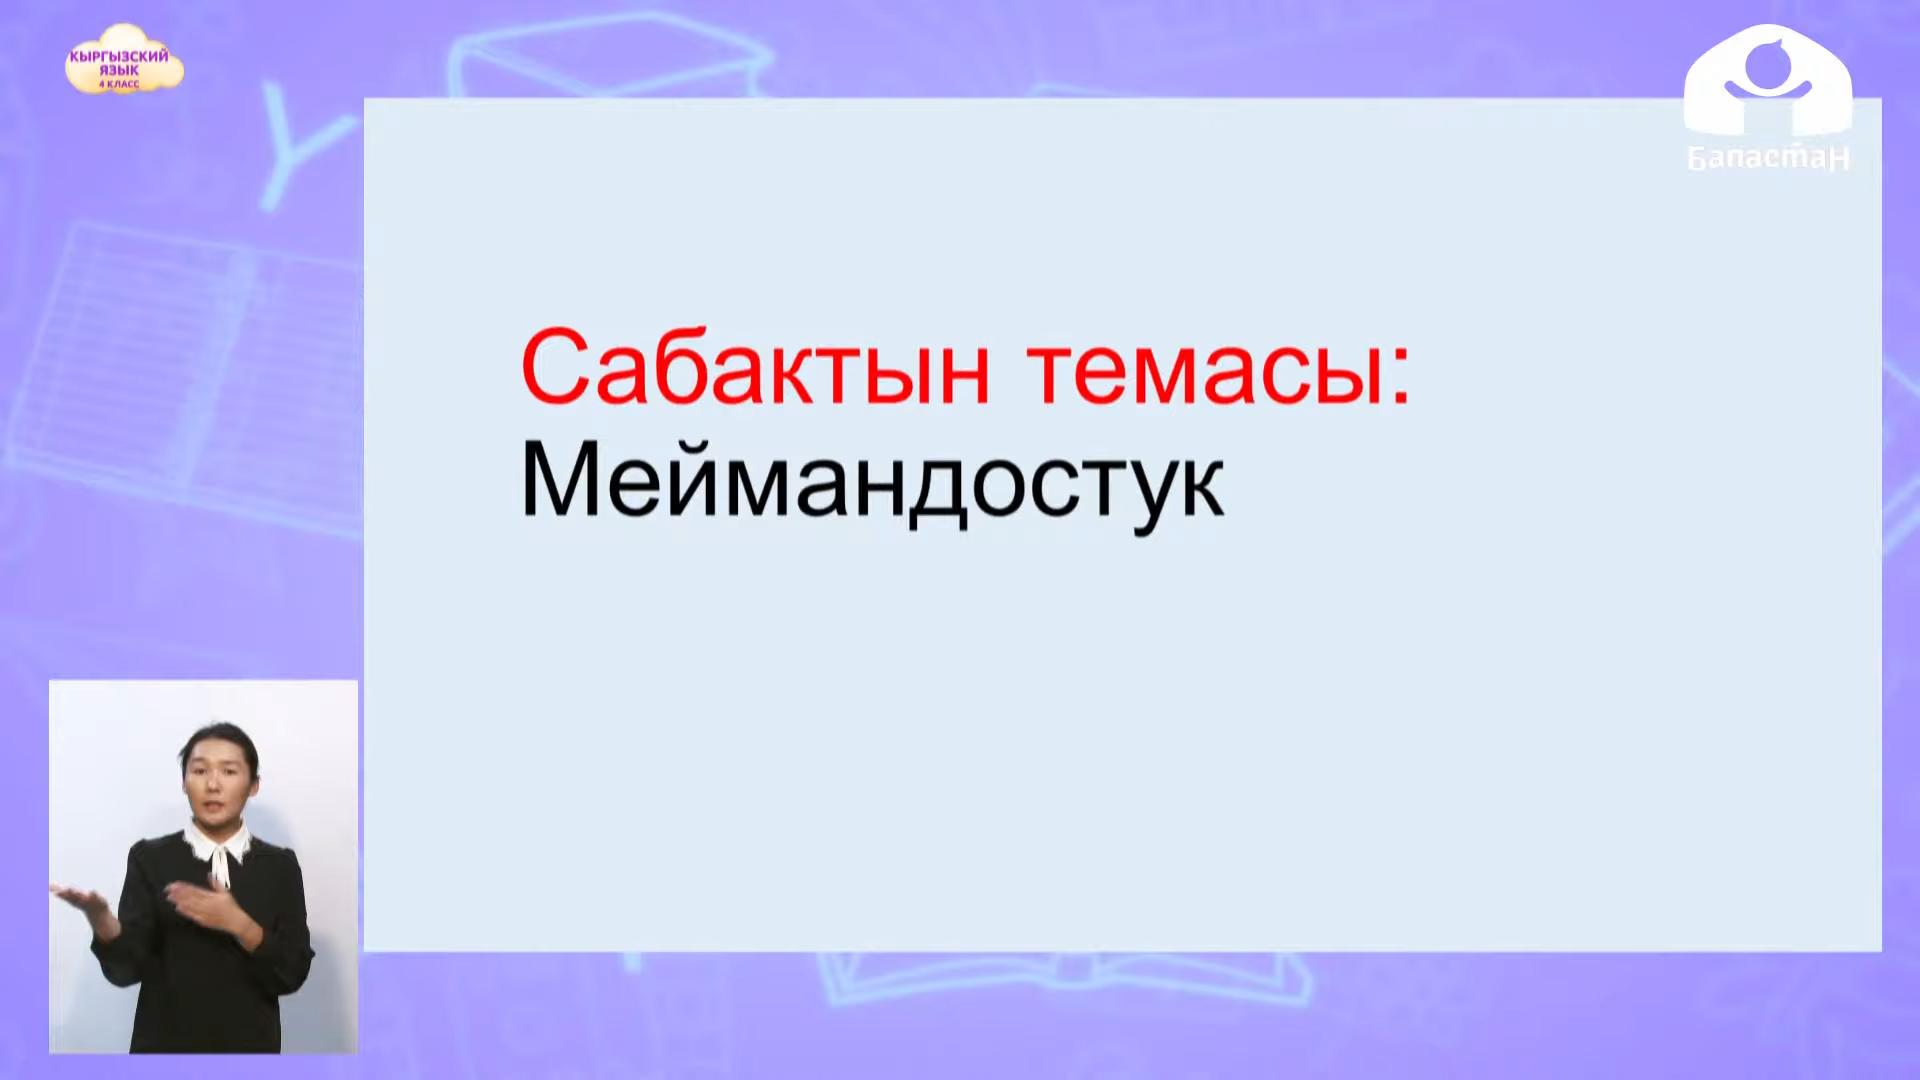 КЫРГЫЗСКИЙ
ЯЗЫК
4 КЛАСС
Баластан
Сабактын темасы:
Меймандостук